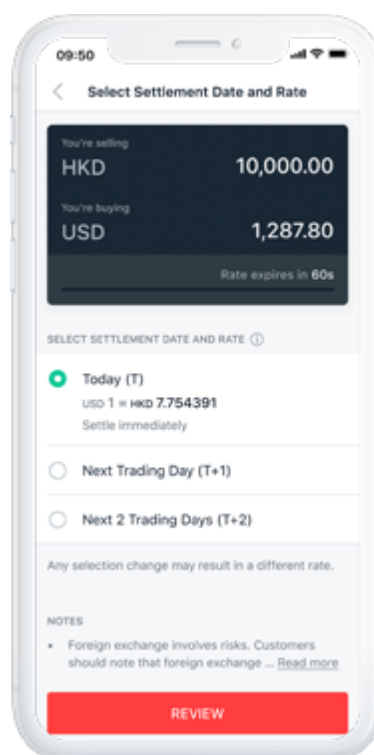 09:50
Select Settlement Date and Rate
You're selling
HKD 10,000.00
You're buying
USD 1,287.80
Rate expires in 60s
SELECT SETTLEMENT DATE AND RATE
Today (T)
USD 1 = HKD 7.754391
Settle immediately
Next Trading Day (T+1)
Next 2 Trading Days (T+2)
Any selection change may result in a different rate.
NOTES
• Foreign exchange involves risks. Customers
should note that foreign exchange ... Read more
REVIEW